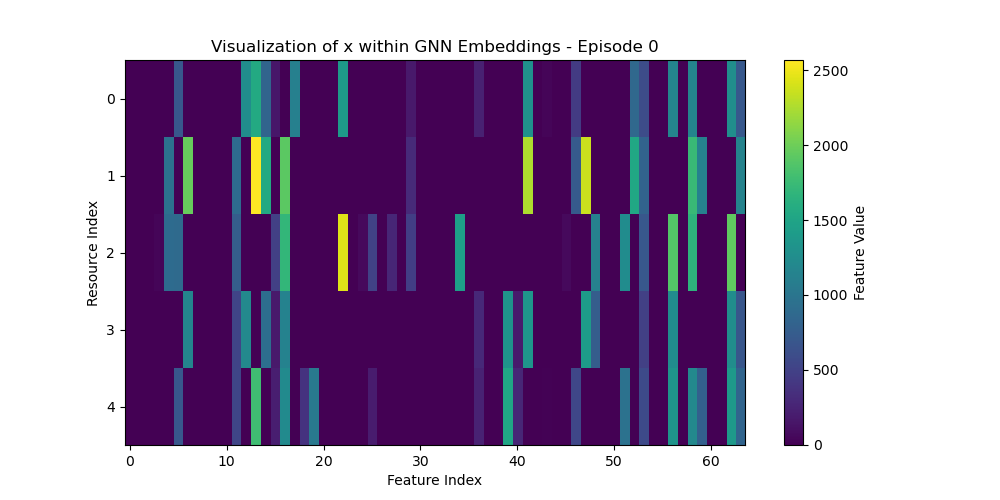 Visualization of x within GNN Embeddings - Episode 0
Resource Index
0
1
2
3
4
0 10 20 30 40 50 60
Feature Index
2500
2000
1500
1000
500
0
Feature Value